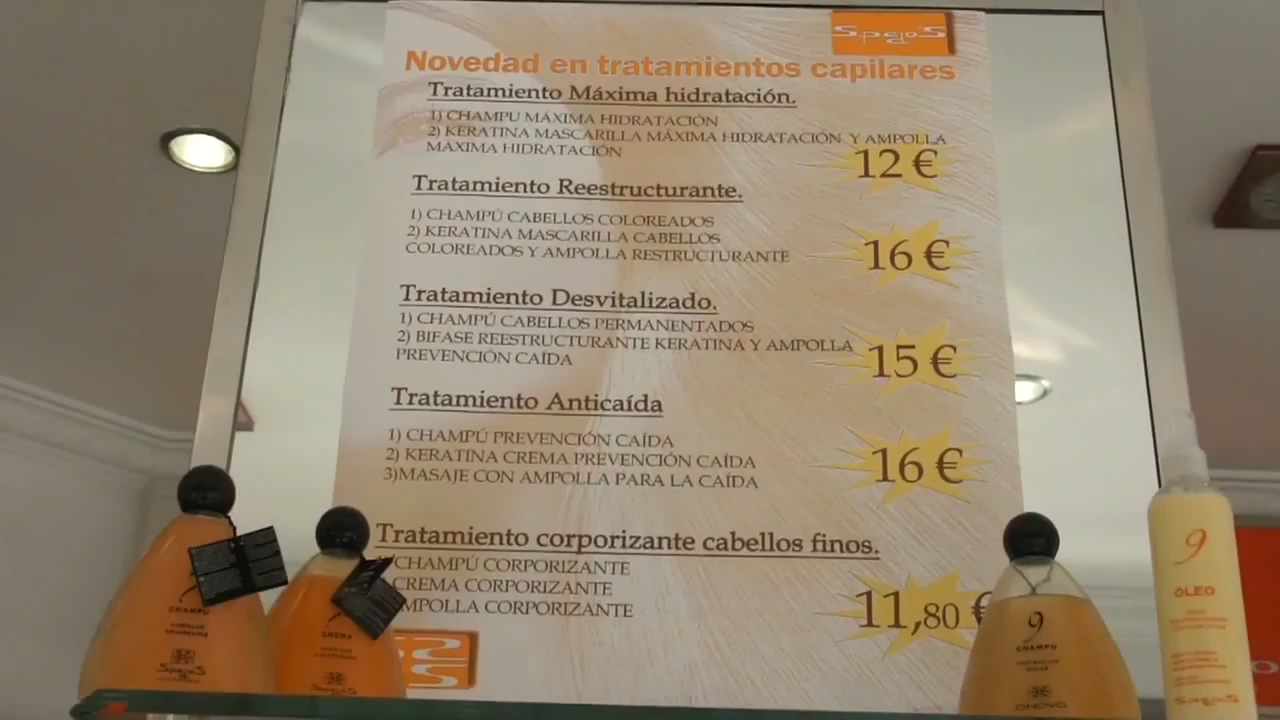 Spejo'S
Novedad en tratamientos capilares
Tratamiento Máxima hidratación.
1) CHAMPU MÁXIMA HIDRATACIÓN
2) KERATINA MASCARILLA MÁXIMA HIDRATACIÓN Y AMPOLLA
MÁXIMA HIDRATACIÓN
12 €
Tratamiento Reestructurante.
1) CHAMPÚ CABELLOS COLOREADOS
2) KERATINA MASCARILLA CABELLOS
COLOREADOS Y AMPOLLA RESTRUCTURANTE
16 €
Tratamiento Desvitalizado.
1) CHAMPÚ CABELLOS PERMANENTADOS
2) BIFASE REESTRUCTURANTE KERATINA Y AMPOLLA
PREVENCIÓN CAÍDA
15 €
Tratamiento Anticaída
1) CHAMPÚ PREVENCIÓN CAÍDA
2) KERATINA CREMA PREVENCIÓN CAÍDA
3)MASAJE CON AMPOLLA PARA LA CAÍDA
16 €
Tratamiento corporizante cabellos finos.
CHAMPÚ CORPORIZANTE
CREMA CORPORIZANTE
AMPOLLA CORPORIZANTE
11,80 €
CHAMPU
CABELLOS
CREMA
CABELLOS
9
CHAMPU
9
ÓLEO